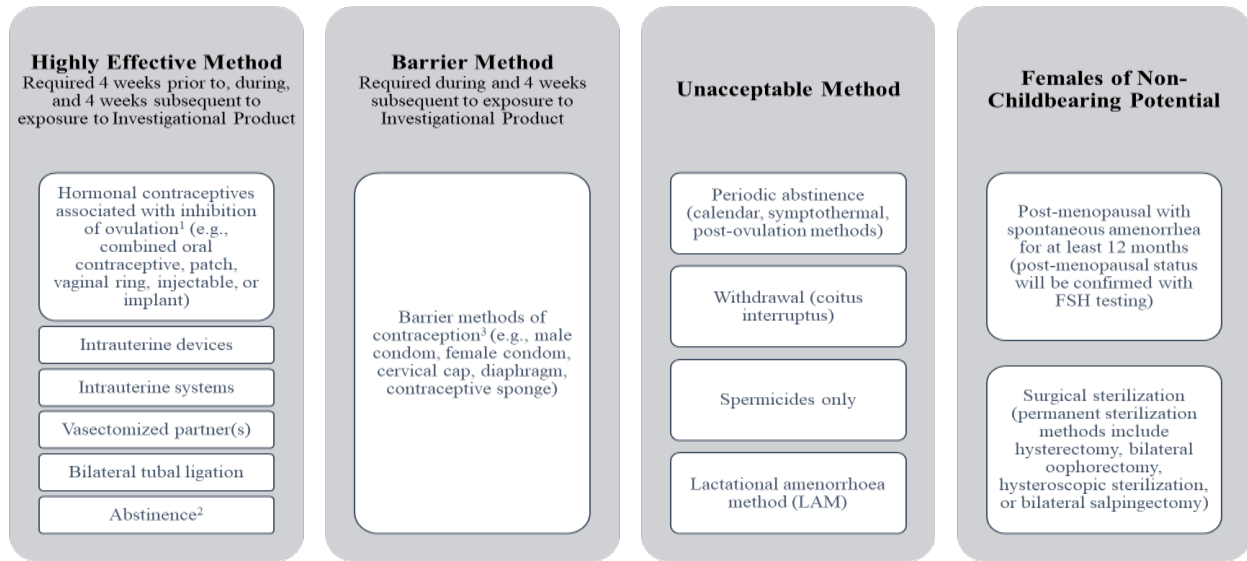 Highly Effective Method
Required 4 weeks prior to, during,
and 4 weeks subsequent to
exposure to Investigational Product
Hormonal contraceptives
associated with inhibition
of ovulation¹ (e.g.,
combined oral
contraceptive, patch,
vaginal ring, injectable, or
implant)
Intrauterine devices
Intrauterine systems
Vasectomized partner(s)
Bilateral tubal ligation
Abstinence²
Barrier Method
Required during and 4 weeks
subsequent to exposure to
Investigational Product
Barrier methods of
contraception³ (e.g., male
condom, female condom,
cervical cap, diaphragm,
contraceptive sponge)
Unacceptable Method
Periodic abstinence
(calendar, symptothermal,
post-ovulation methods)
Withdrawal (coitus
interruptus)
Spermicides only
Lactational amenorrhoea
method (LAM)
Females of Non-
Childbearing Potential
Post-menopausal with
spontaneous amenorrhea
for at least 12 months
(post-menopausal status
will be confirmed with
FSH testing)
Surgical sterilization
(permanent sterilization
methods include
hysterectomy, bilateral
oophorectomy,
hysteroscopic sterilization,
or bilateral salpingectomy)